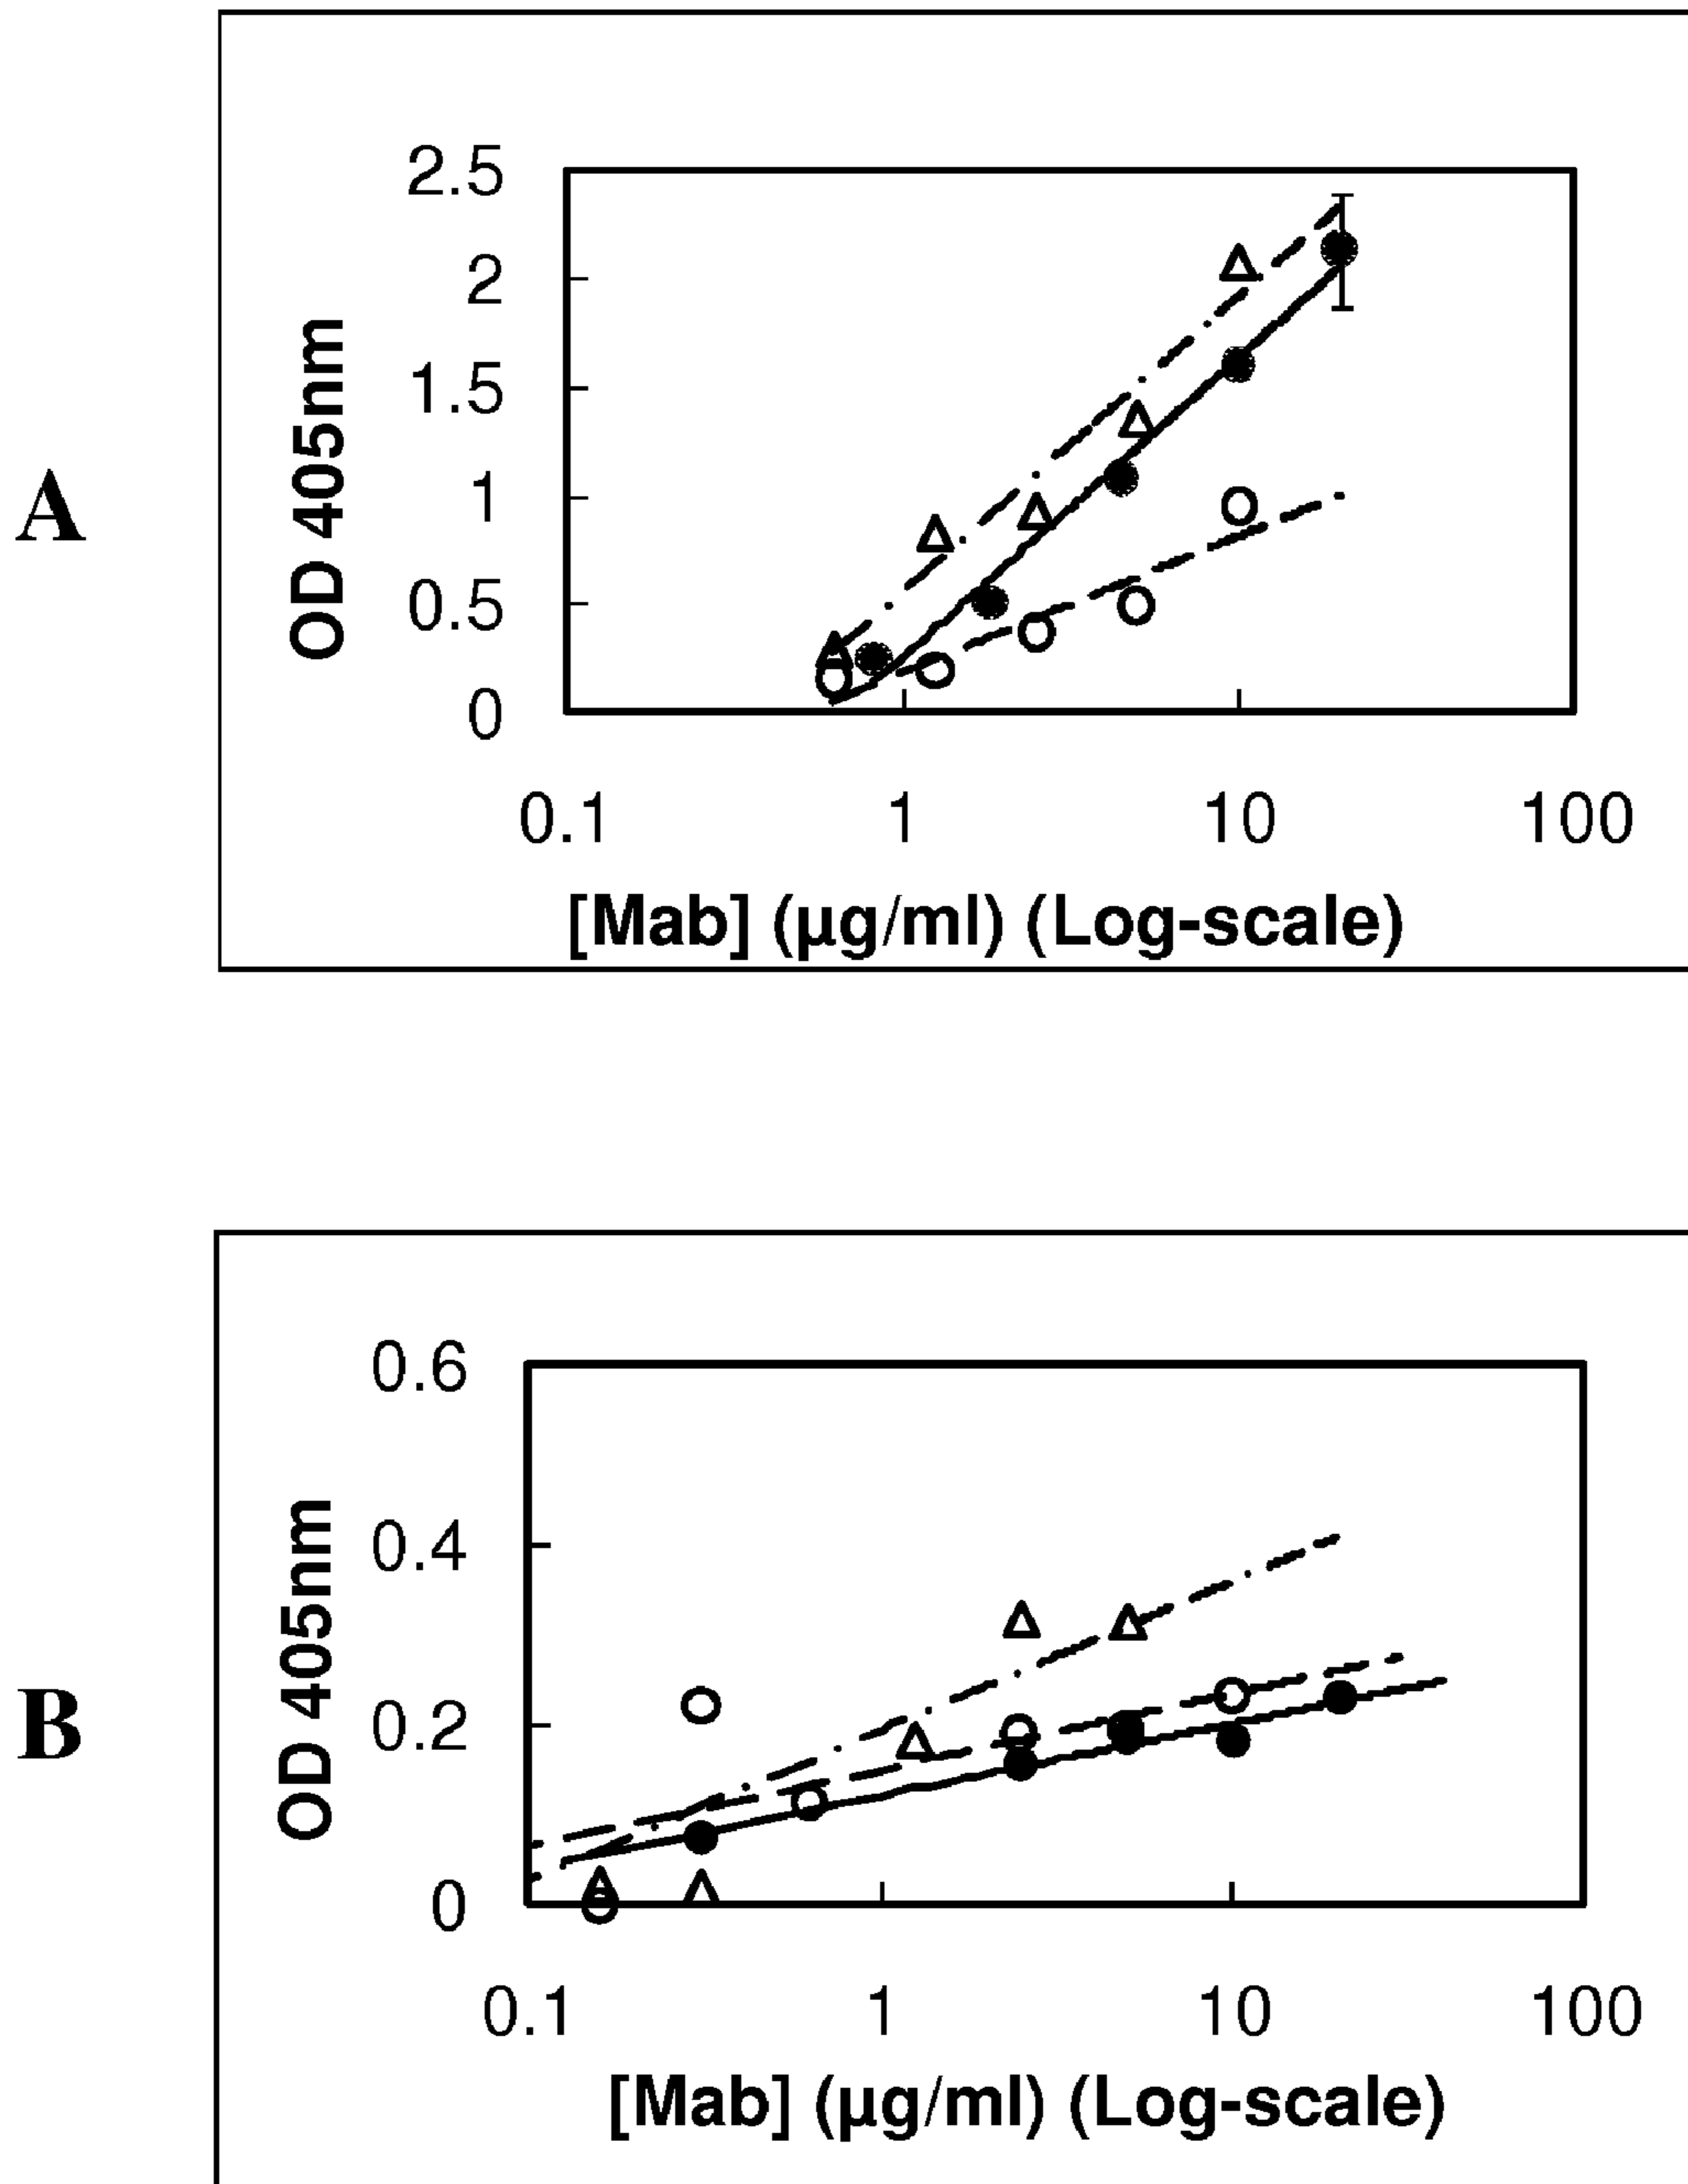 A
OD 405nm
2.5
2
1.5
1
0.5
0
0.1 1 10 100
[Mab] (µg/ml) (Log-scale)
B
OD 405nm
0.6
0.4
0.2
0
0.1 1 10 100
[Mab] (µg/ml) (Log-scale)